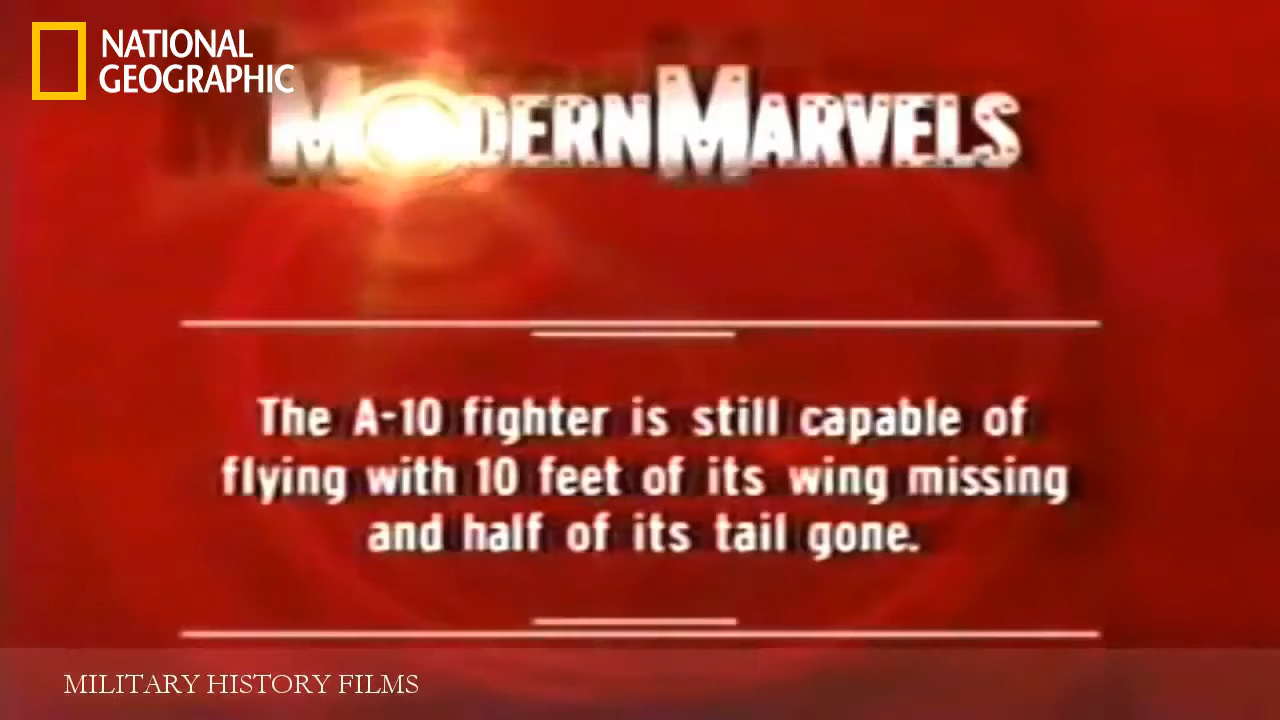 NATIONAL
GEOGRAPHIC
MODERN MARVELS
The A-10 fighter is still capable of
flying with 10 feet of its wing missing
and half of its tail gone.
MILITARY HISTORY FILMS